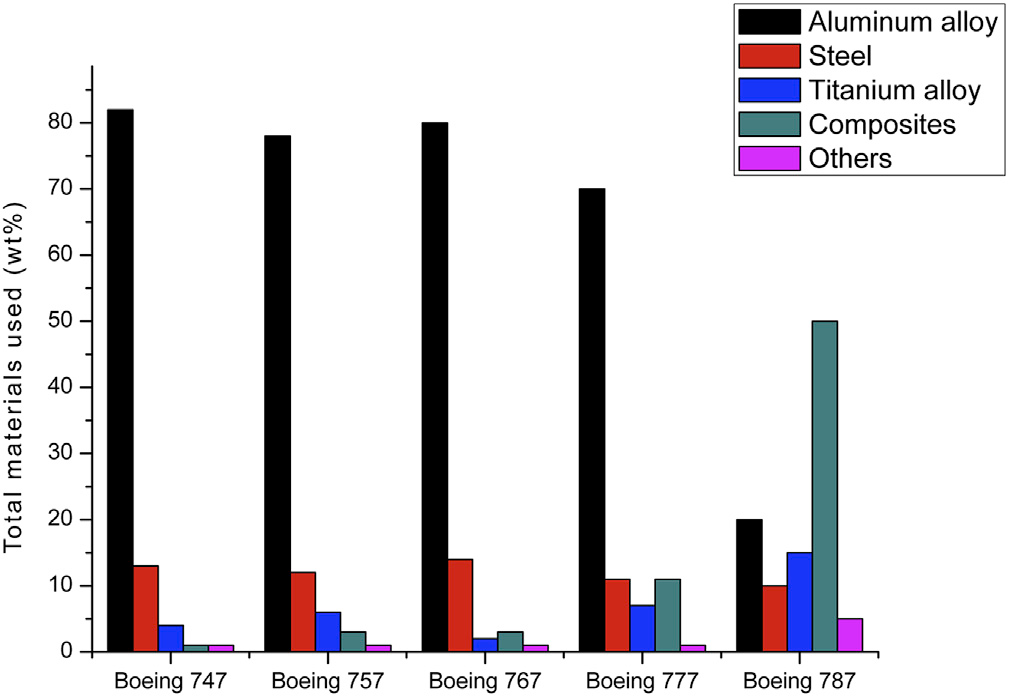 Aluminum alloy
Steel
Titanium alloy
Composites
Others
Total materials used (wt%)
80
70
60
50
40
30
20
10
0
Boeing 747 Boeing 757 Boeing 767 Boeing 777 Boeing 787